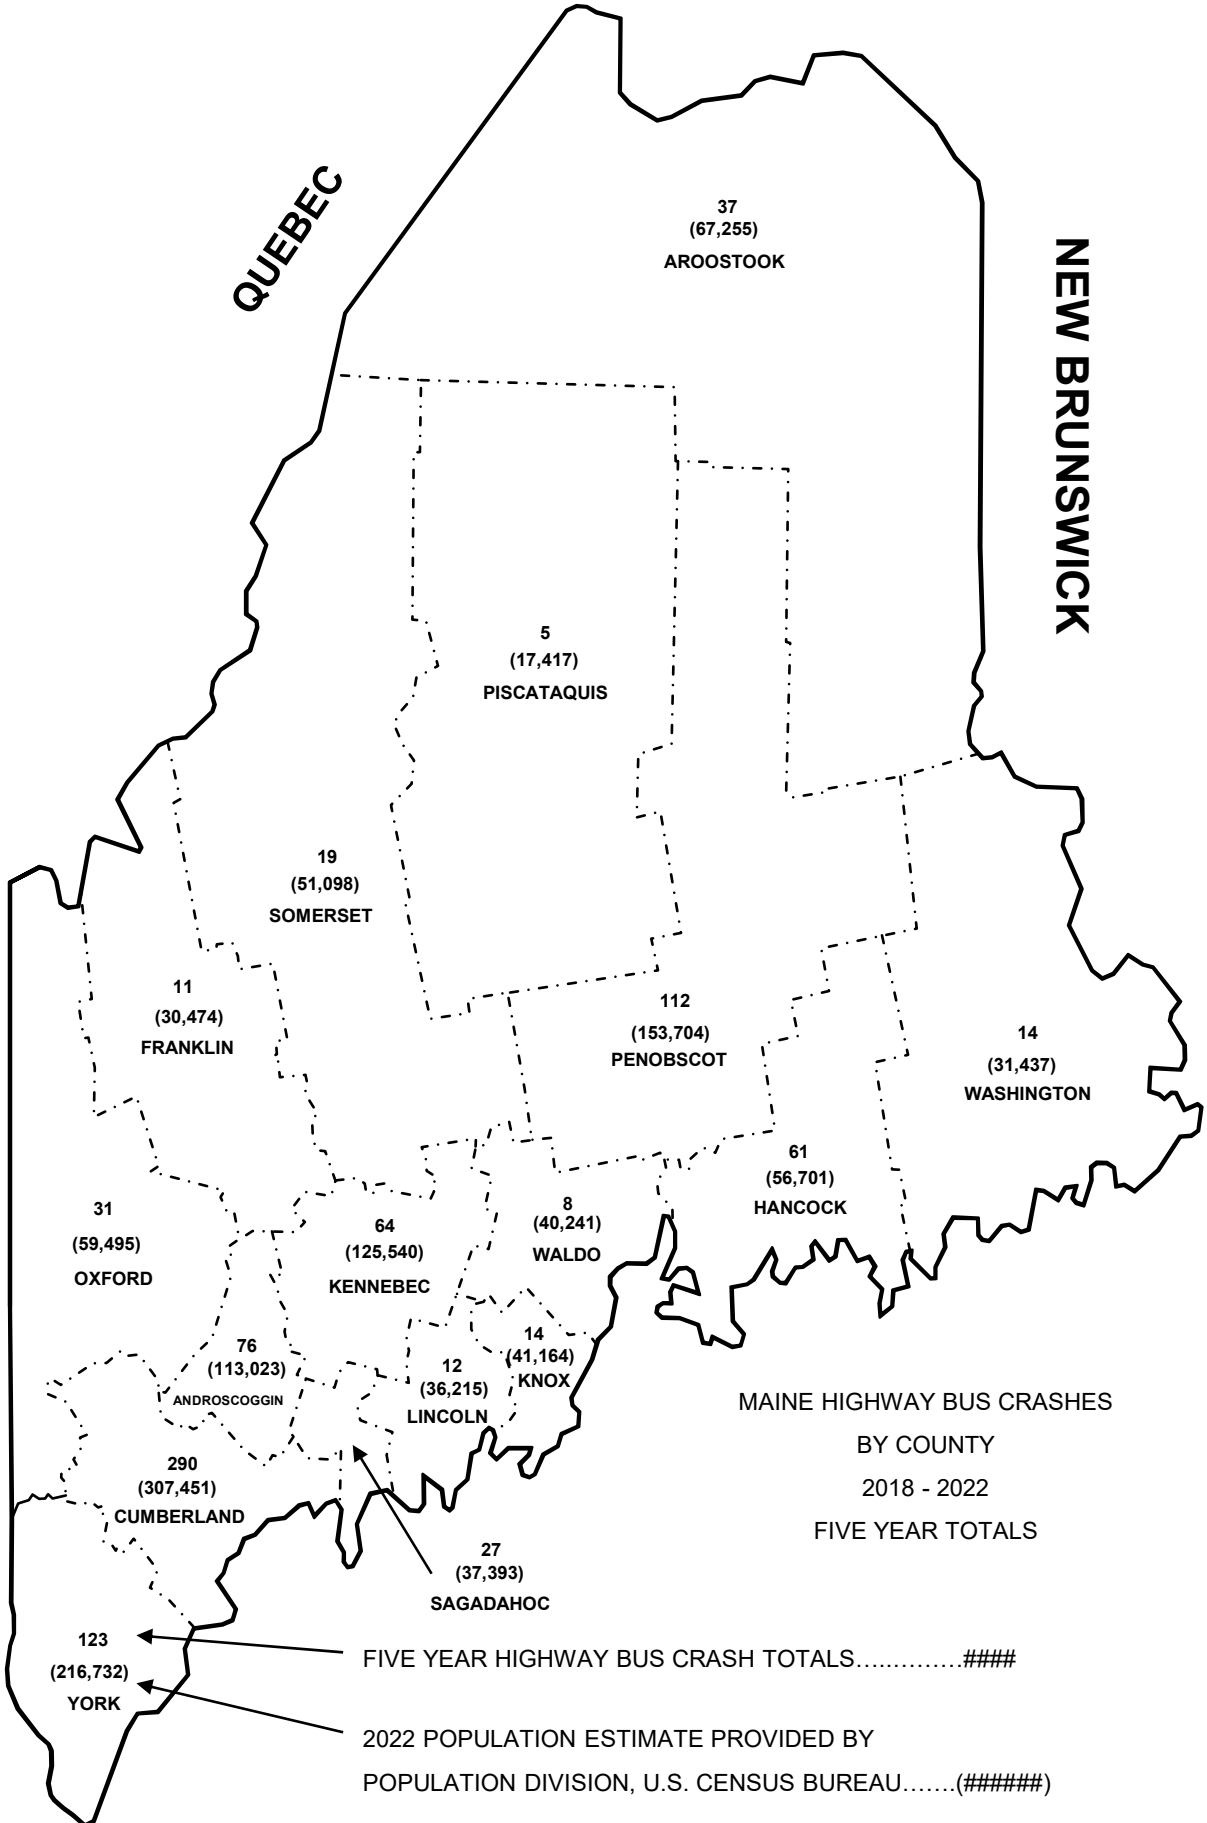 QUEBEC
NEW BRUNSWICK
37
(67,255)
AROOSTOOK
5
(17,417)
PISCATAQUIS
19
(51,098)
SOMERSET
11
(30,474)
FRANKLIN
112
(153,704)
PENOBSCOT
14
(31,437)
WASHINGTON
61
(56,701)
HANCOCK
31
(59,495)
OXFORD
64
(125,540)
KENNEBEC
8
(40,241)
WALDO
76
(113,023)
ANDROSCOGGIN
12
(36,215)
LINCOLN
14
(41,164)
KNOX
290
(307,451)
CUMBERLAND
27
(37,393)
SAGADAHOC
123
(216,732)
YORK
MAINE HIGHWAY BUS CRASHES
BY COUNTY
2018 - 2022
FIVE YEAR TOTALS
FIVE YEAR HIGHWAY BUS CRASH TOTALS…..………####
2022 POPULATION ESTIMATE PROVIDED BY
POPULATION DIVISION, U.S. CENSUS BUREAU…….(######)